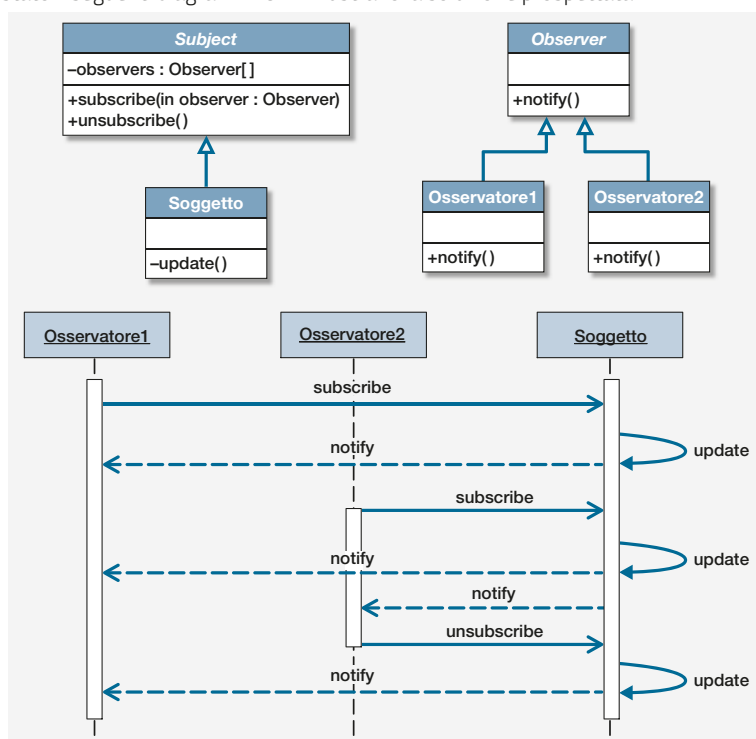 Subject
–observers : Observer[ ]
+subscribe(in observer : Observer)
+unsubscribe( )
Observer
+notify( )
Soggetto
–update( )
Osservatore1
+notify( )
Osservatore2
+notify( )
Osservatore1
Osservatore2
Soggetto
subscribe
update
notify
subscribe
update
notify
notify
unsubscribe
update
notify